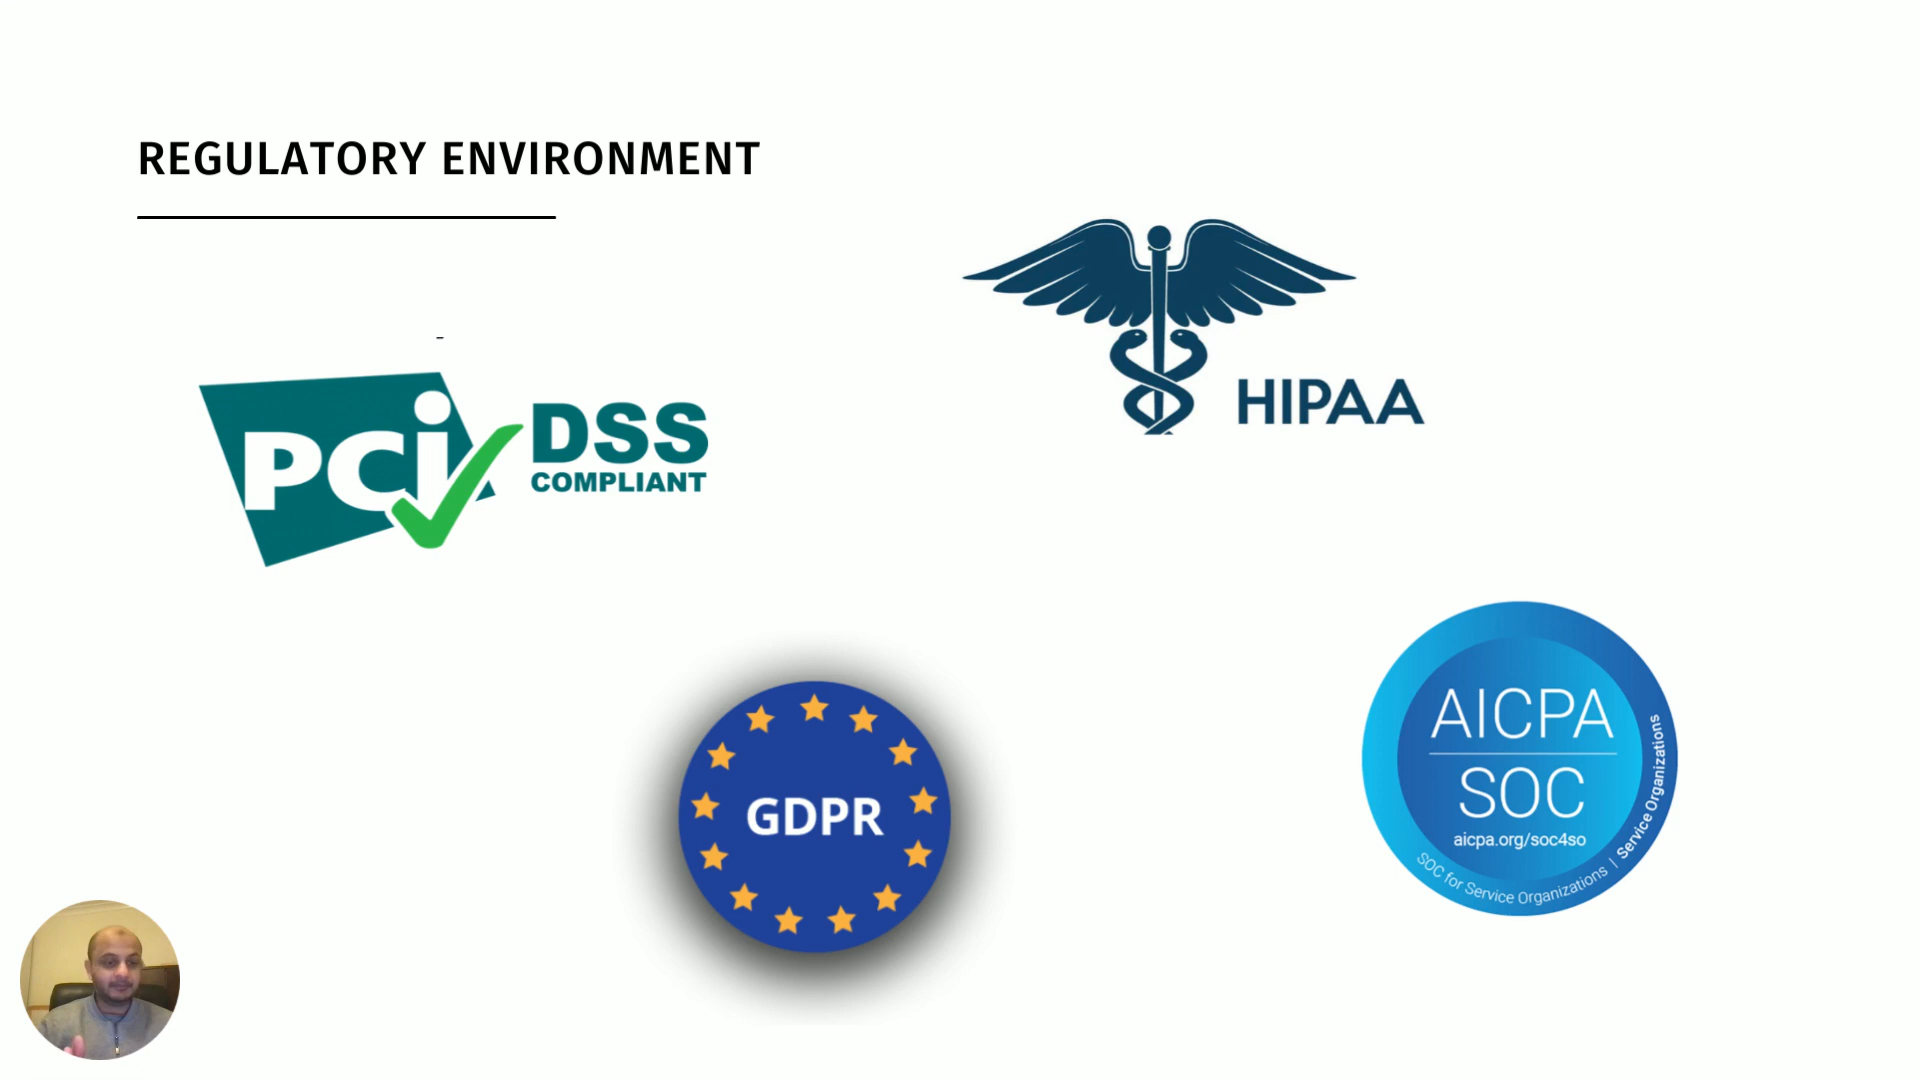 REGULATORY ENVIRONMENT
-
HIPAA
PCi DSS
COMPLIANT
GDPR
AICPA
SOC
aicpa.org/soc4so
SOC for Service Organizations | Service Organizations